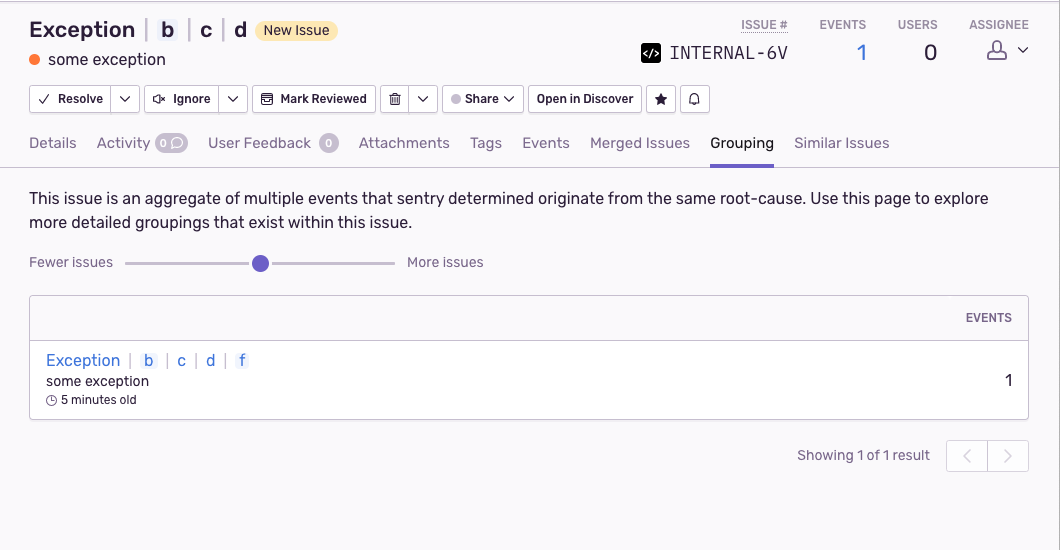 Exception | b | c | d New Issue
some exception
ISSUE # EVENTS USERS ASSIGNEE
INTERNAL-6V 1 0
Resolve Ignore Mark Reviewed Share Open in Discover
Details Activity 0 User Feedback 0 Attachments Tags Events Merged Issues Grouping Similar Issues
This issue is an aggregate of multiple events that sentry determined originate from the same root-cause. Use this page to explore
more detailed groupings that exist within this issue.
Fewer issues More issues
EVENTS
Exception | b | c | d | f
some exception
5 minutes old
1
Showing 1 of 1 result